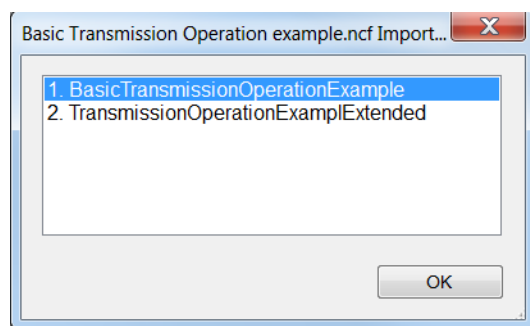 Basic Transmission Operation example.ncf Import...
1. BasicTransmissionOperationExample
2. TransmissionOperationExamplExtended
OK